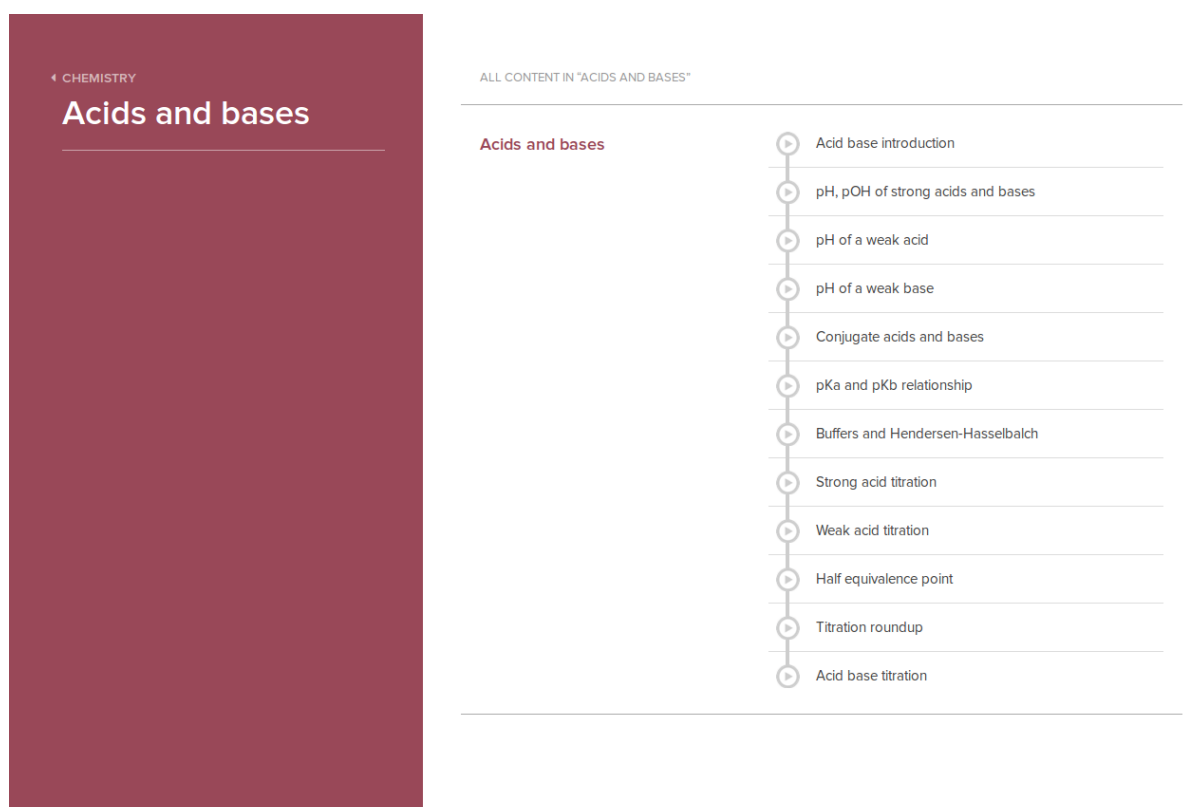 CHEMISTRY
Acids and bases
ALL CONTENT IN "ACIDS AND BASES"
Acids and bases
Acid base introduction
pH, pOH of strong acids and bases
pH of a weak acid
pH of a weak base
Conjugate acids and bases
pKa and pKb relationship
Buffers and Hendersen-Hasselbalch
Strong acid titration
Weak acid titration
Half equivalence point
Titration roundup
Acid base titration